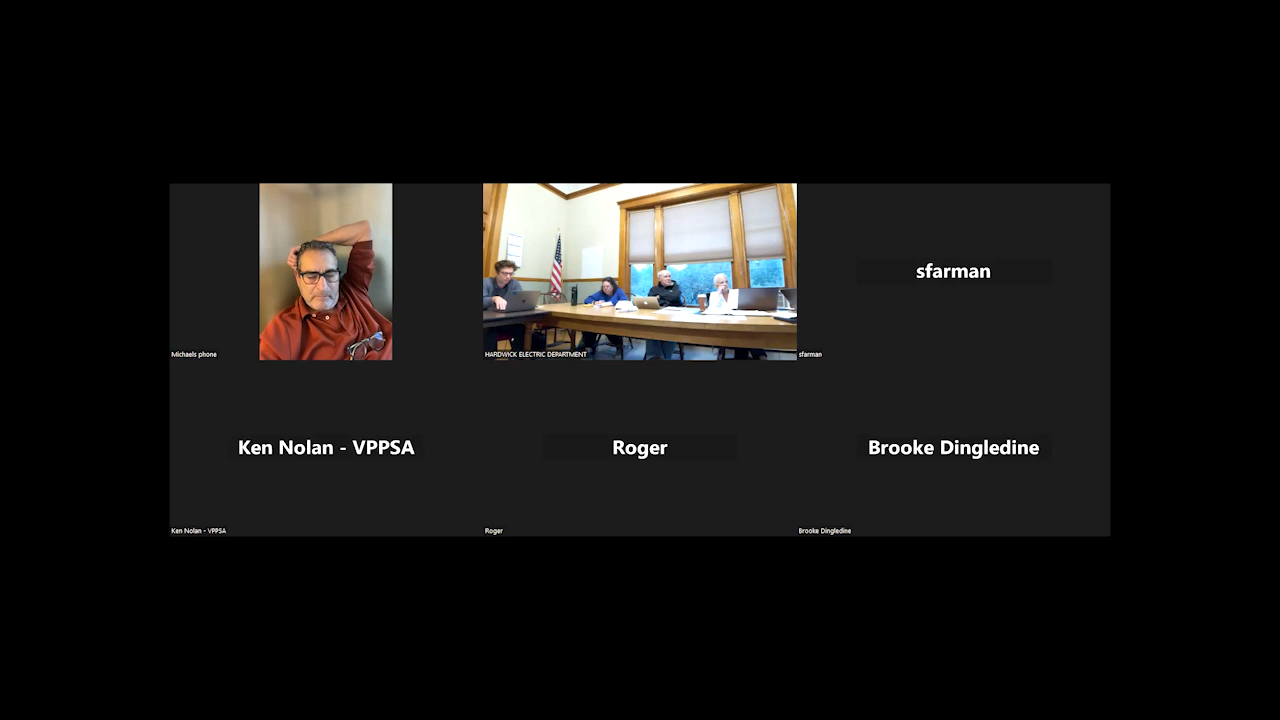 sfarman
Michaels phone
HARDWICK ELECTRIC DEPARTMENT
sfarman
Ken Nolan - VPPSA
Roger
Brooke Dingledine
Ken Nolan - VPPSA
Roger
Brooke Dingledine